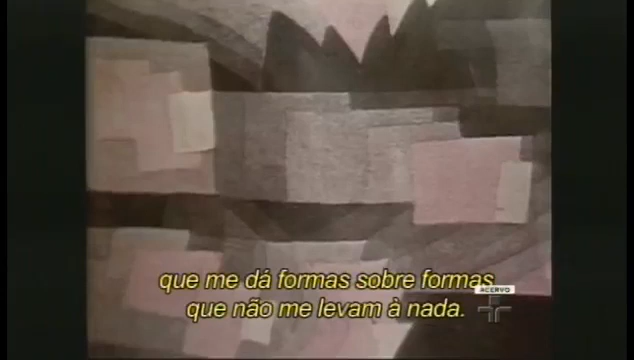 que me dá formas sobre formas
que não me levam à nada.
ACERVO